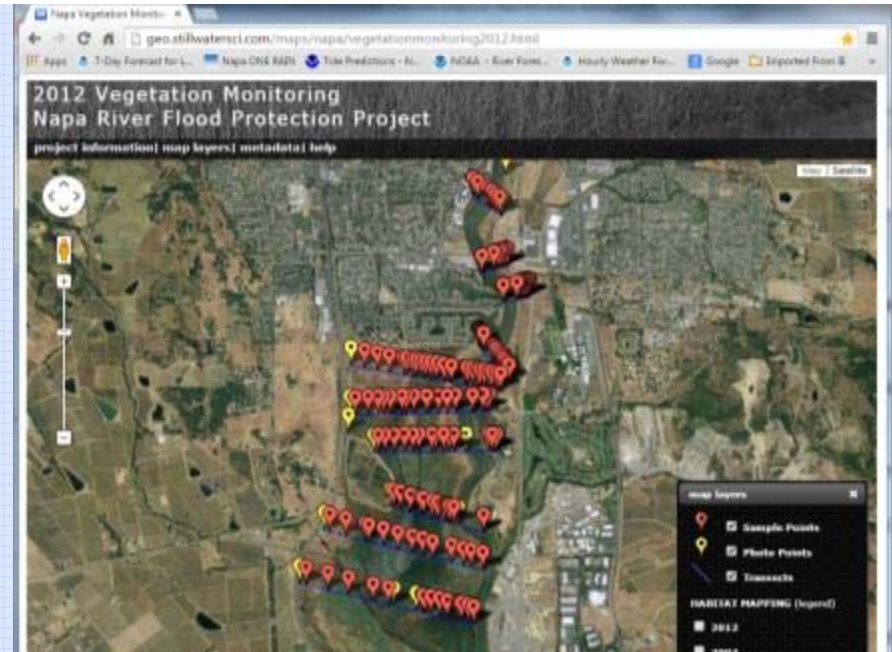 Napa Vegetation Monito
geo.stillwatersci.com/maps/napa/vegetationmonitoring2012.html
Apps 7-Day Forecast for L... Napa ONE RAIN Tide Predictions - N... NOAA - River Forec... Hourly Weather For... Google Imported From
2012 Vegetation Monitoring
Napa River Flood Protection Project
project information| map layers| metadata| help
Map Satellite
map layers
Sample Points
Photo Points
Transects
HABITAT MAPPING (legend)
2012